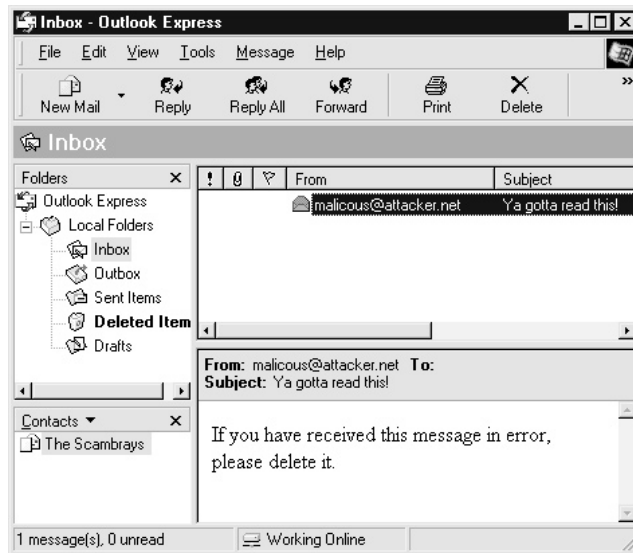 Inbox - Outlook Express
File Edit View Tools Message Help
New Mail Reply Reply All Forward Print Delete »
Inbox
Folders
! From Subject
Outlook Express
malicous@attacker.net Ya gotta read this!
Local Folders
Inbox
Outbox
Sent Items
Deleted Item
Drafts
From: malicous@attacker.net To:
Subject: Ya gotta read this!
Contacts
The Scambrays
If you have received this message in error,
please delete it.
1 message(s), 0 unread Working Online